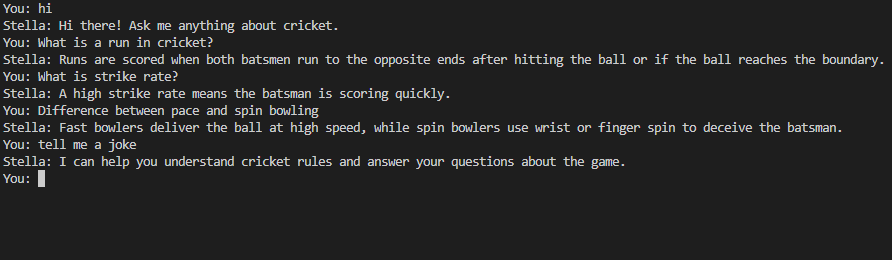 You: hi
Stella: Hi there! Ask me anything about cricket.
You: What is a run in cricket?
Stella: Runs are scored when both batsmen run to the opposite ends after hitting the ball or if the ball reaches the boundary.
You: What is strike rate?
Stella: A high strike rate means the batsman is scoring quickly.
You: Difference between pace and spin bowling
Stella: Fast bowlers deliver the ball at high speed, while spin bowlers use wrist or finger spin to deceive the batsman.
You: tell me a joke
Stella: I can help you understand cricket rules and answer your questions about the game.
You: